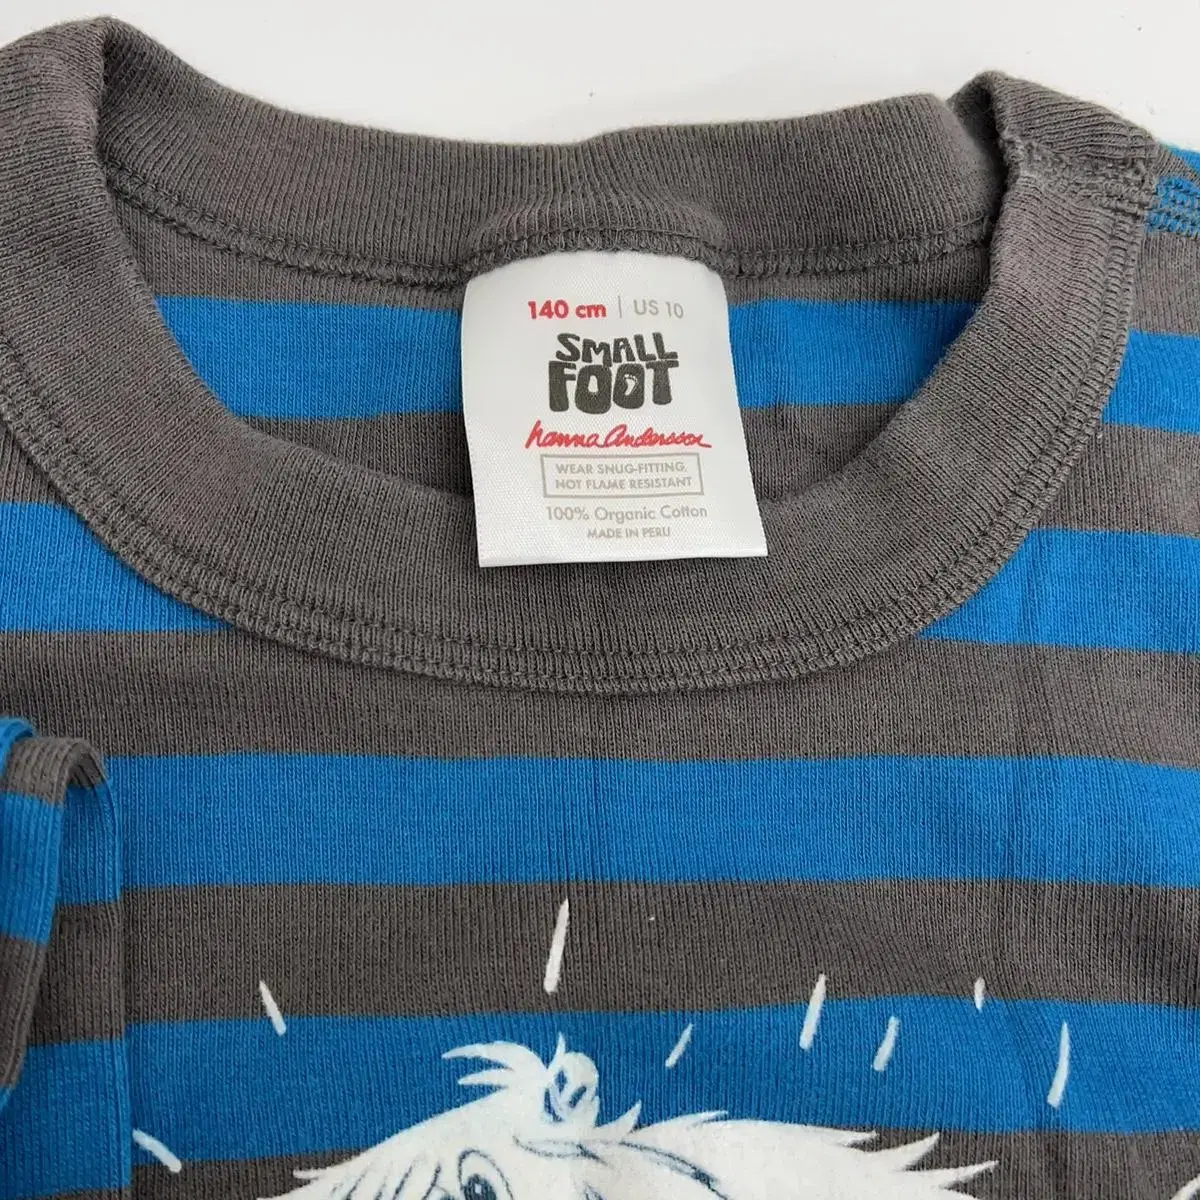 140 cm | US 10
SMALL
FOOT
hanna Andersson
WEAR SNUG-FITTING,
NOT FLAME RESISTANT
100% Organic Cotton
MADE IN PERU